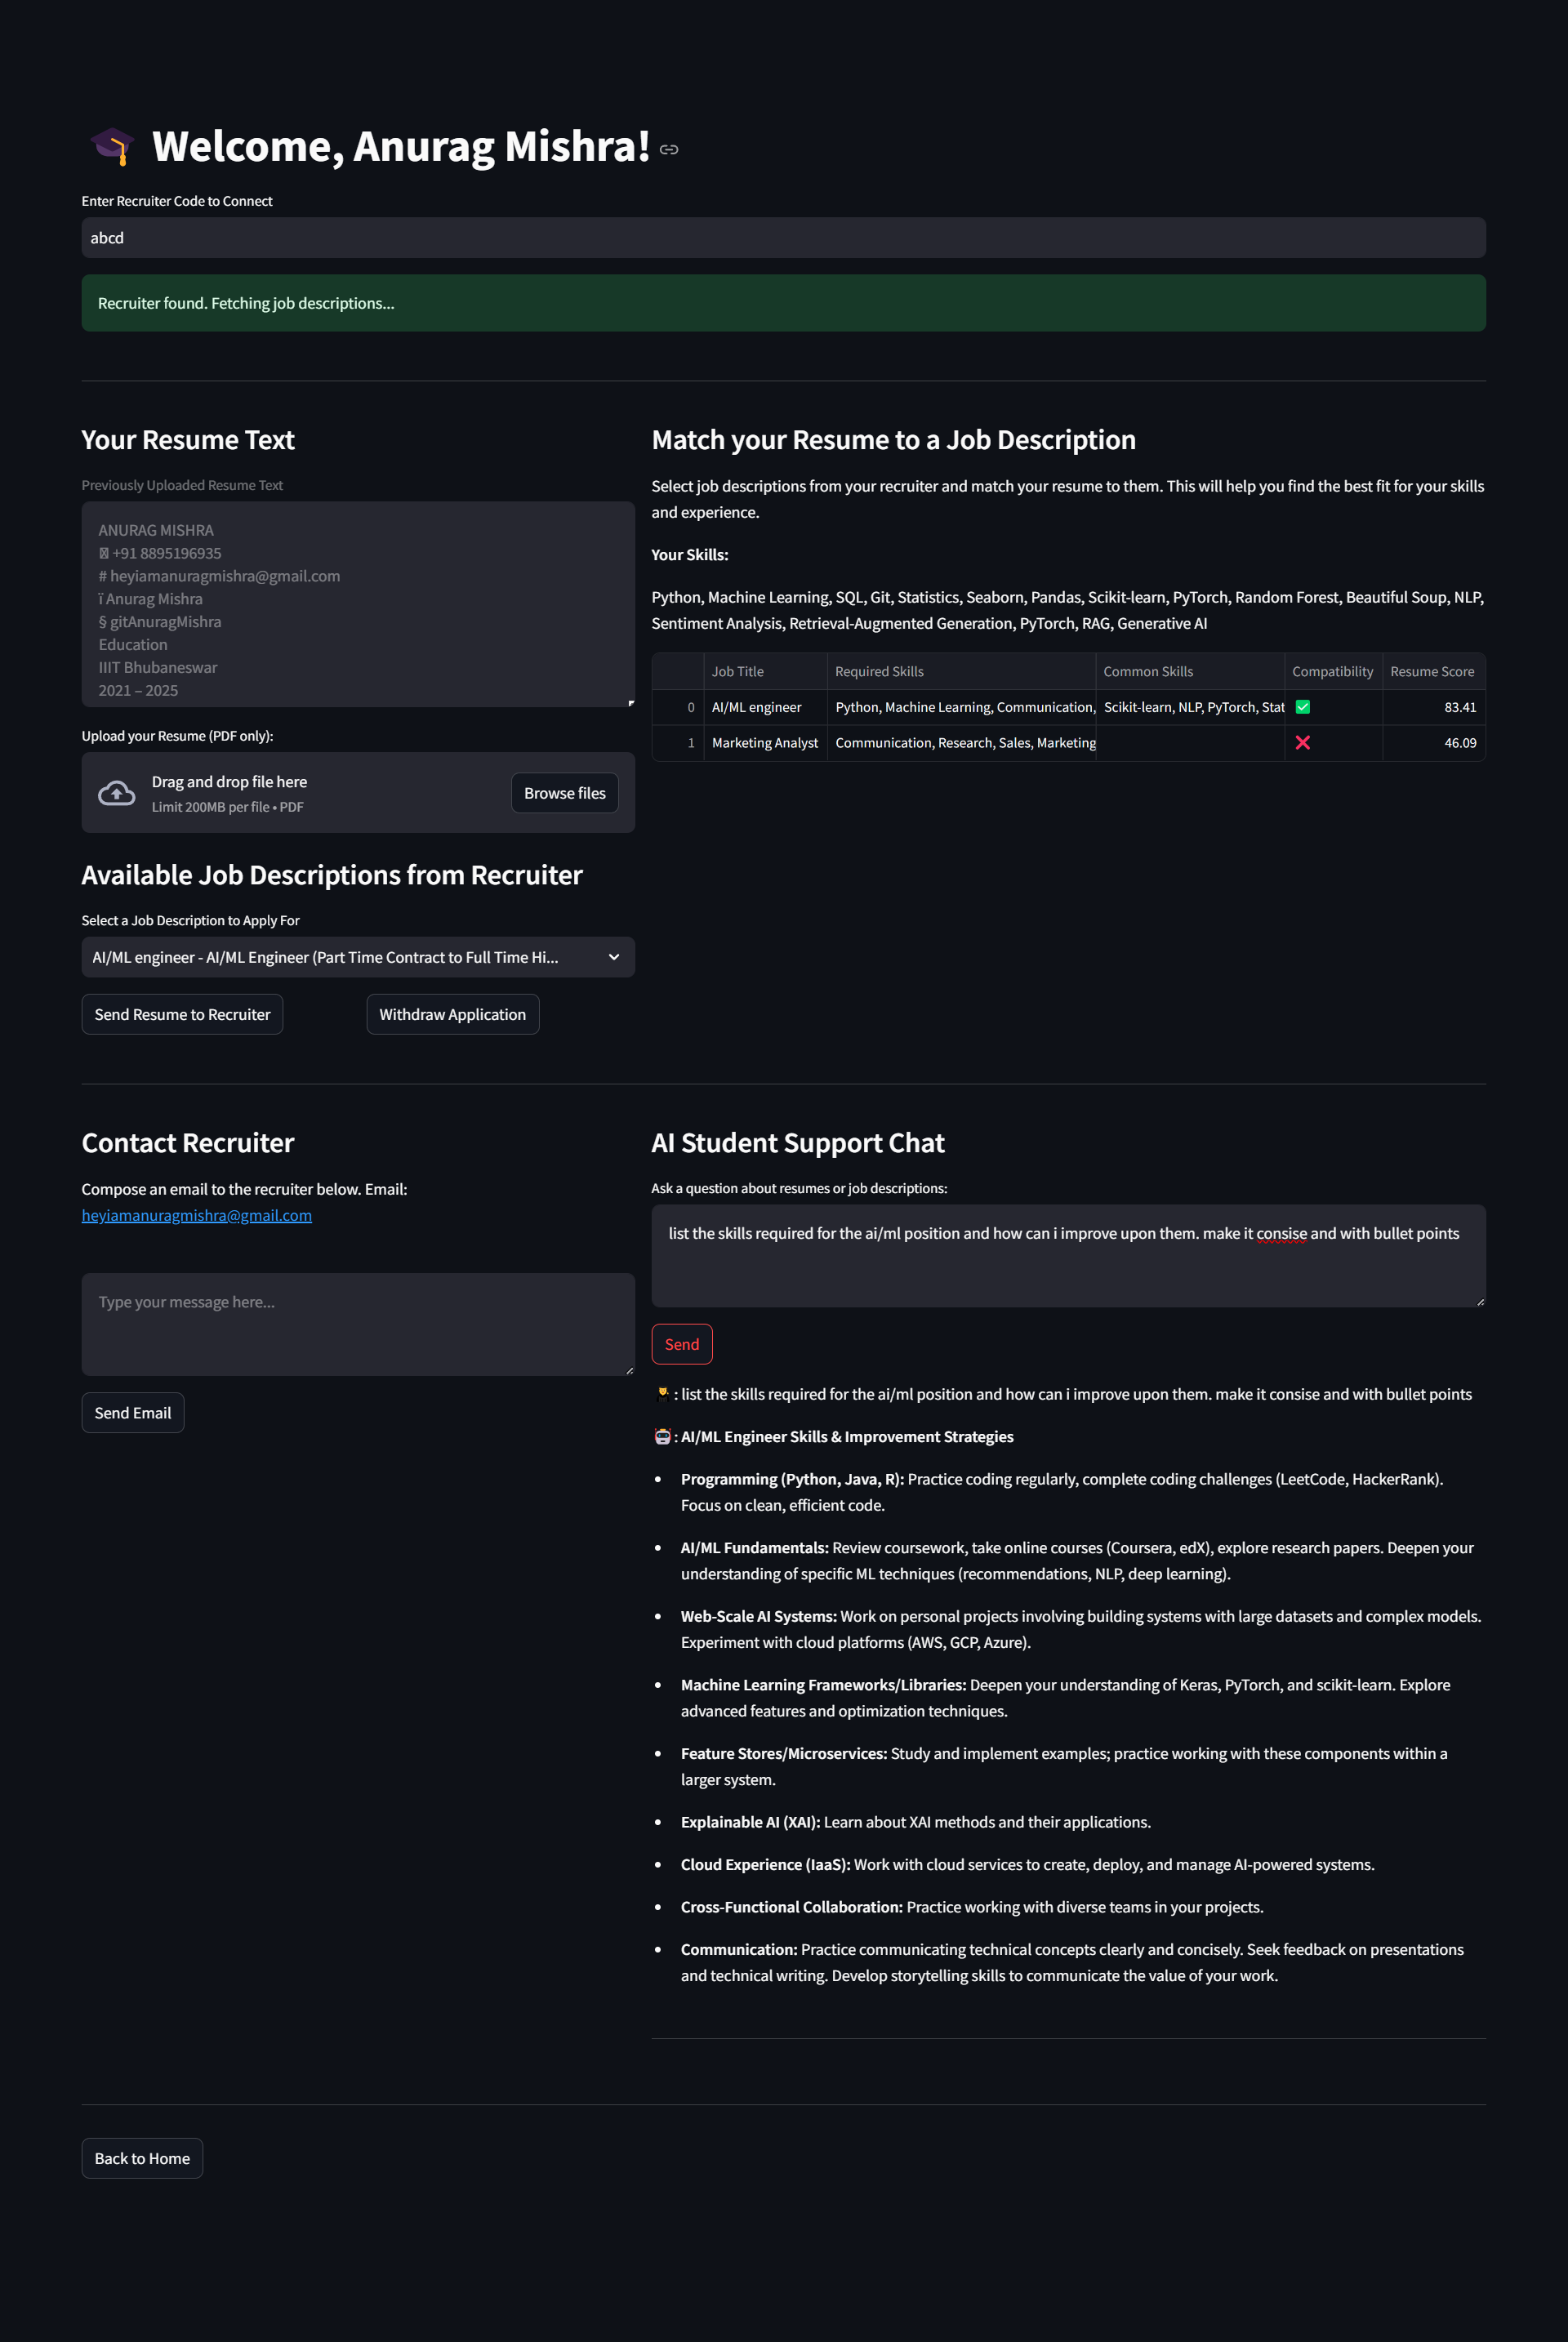 Welcome, Anurag Mishra!
Enter Recruiter Code to Connect
abcd
Recruiter found. Fetching job descriptions...
Your Resume Text
Previously Uploaded Resume Text
ANURAG MISHRA
+91 8895196935
# heyiamanuragmishra@gmail.com
ï Anurag Mishra
§ gitAnuragMishra
Education
IIIT Bhubaneswar
2021 – 2025
Upload your Resume (PDF only):
Drag and drop file here
Limit 200MB per file • PDF
Browse files
Available Job Descriptions from Recruiter
Select a Job Description to Apply For
AI/ML engineer - AI/ML Engineer (Part Time Contract to Full Time Hi...
Send Resume to Recruiter
Withdraw Application
Match your Resume to a Job Description
Select job descriptions from your recruiter and match your resume to them. This will help you find the best fit for your skills
and experience.
Your Skills:
Python, Machine Learning, SQL, Git, Statistics, Seaborn, Pandas, Scikit-learn, PyTorch, Random Forest, Beautiful Soup, NLP,
Sentiment Analysis, Retrieval-Augmented Generation, PyTorch, RAG, Generative AI
Job Title Required Skills Common Skills Compatibility Resume Score
0 AI/ML engineer Python, Machine Learning, Communication, Scikit-learn, NLP, PyTorch, Stat ✅ 83.41
1 Marketing Analyst Communication, Research, Sales, Marketing ❌ 46.09
Contact Recruiter
Compose an email to the recruiter below. Email:
heyiamanuragmishra@gmail.com
Type your message here...
Send Email
AI Student Support Chat
Ask a question about resumes or job descriptions:
list the skills required for the ai/ml position and how can i improve upon them. make it consise and with bullet points
Send
: list the skills required for the ai/ml position and how can i improve upon them. make it consise and with bullet points
: AI/ML Engineer Skills & Improvement Strategies
• Programming (Python, Java, R): Practice coding regularly, complete coding challenges (LeetCode, HackerRank).
Focus on clean, efficient code.
• AI/ML Fundamentals: Review coursework, take online courses (Coursera, edX), explore research papers. Deepen your
understanding of specific ML techniques (recommendations, NLP, deep learning).
• Web-Scale AI Systems: Work on personal projects involving building systems with large datasets and complex models.
Experiment with cloud platforms (AWS, GCP, Azure).
• Machine Learning Frameworks/Libraries: Deepen your understanding of Keras, PyTorch, and scikit-learn. Explore
advanced features and optimization techniques.
• Feature Stores/Microservices: Study and implement examples; practice working with these components within a
larger system.
• Explainable AI (XAI): Learn about XAI methods and their applications.
• Cloud Experience (IaaS): Work with cloud services to create, deploy, and manage AI-powered systems.
• Cross-Functional Collaboration: Practice working with diverse teams in your projects.
• Communication: Practice communicating technical concepts clearly and concisely. Seek feedback on presentations
and technical writing. Develop storytelling skills to communicate the value of your work.
Back to Home